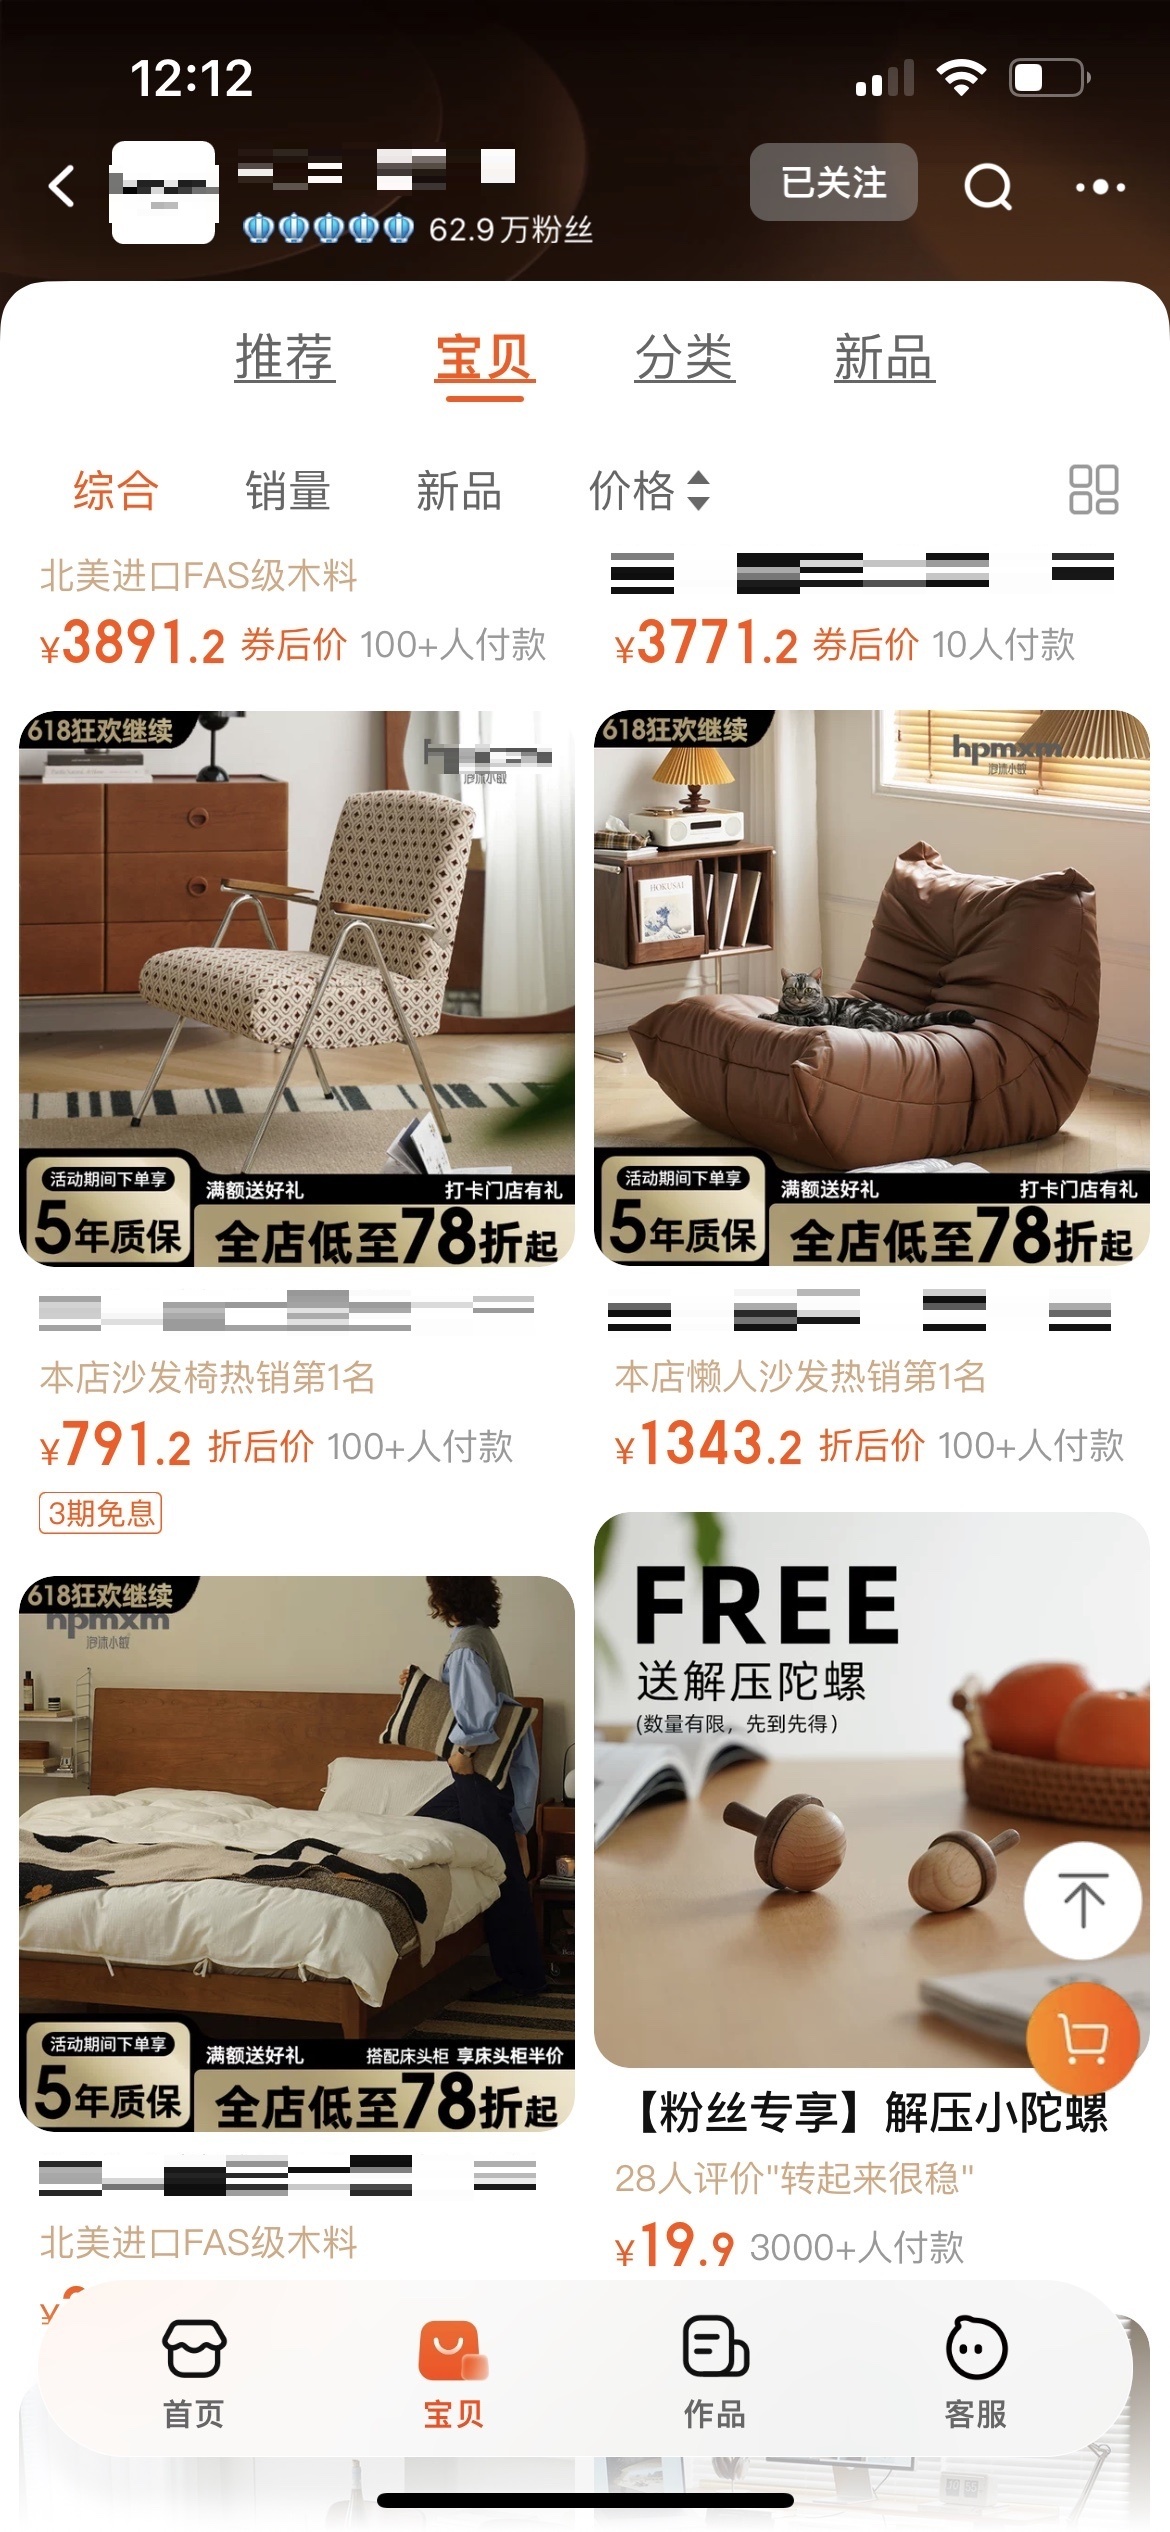 12:12
62.9万粉丝
已关注
推荐
宝贝
分类
新品
综合
销量
新品
价格
北美进口FAS级木料
¥3891.2 券后价 100+人付款
¥3771.2 券后价 10人付款
618狂欢继续
泡沫小敏
活动期间下单享
5年质保
满额送好礼
打卡门店有礼
全店低至78折起
618狂欢继续
hpmxm
泡沫小敏
HOKUSAI
活动期间下单享
5年质保
满额送好礼
打卡门店有礼
全店低至78折起
本店沙发椅热销第1名
¥791.2 折后价 100+人付款
3期免息
本店懒人沙发热销第1名
¥1343.2 折后价 100+人付款
618狂欢继续
hpmxm
泡沫小敏
活动期间下单享
5年质保
满额送好礼
搭配床头柜 享床头柜半价
全店低至78折起
北美进口FAS级木料
FREE
送解压陀螺
(数量有限，先到先得)
【粉丝专享】解压小陀螺
28人评价"转起来很稳"
¥19.9 3000+人付款
首页
宝贝
作品
客服